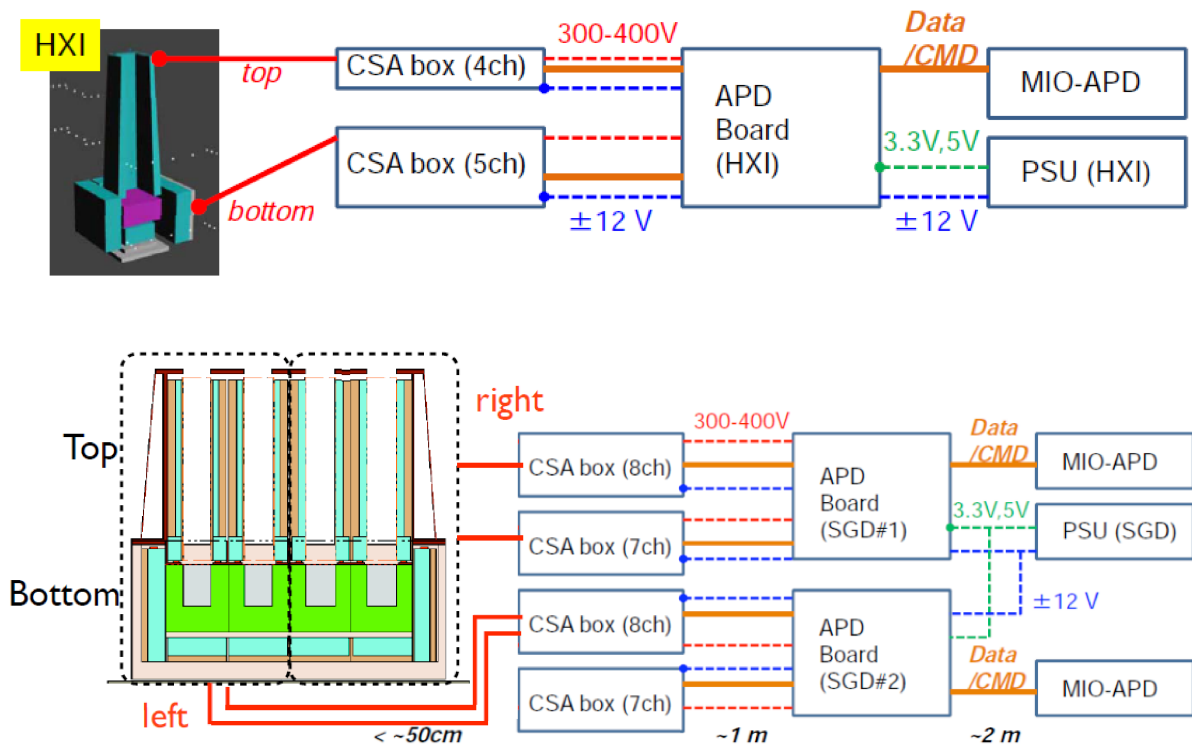 HXI
top
bottom
CSA box (4ch)
CSA box (5ch)
300-400V
±12 V
APD
Board
(HXI)
Data
/CMD
MIO-APD
3.3V,5V
PSU (HXI)
±12 V
Top
Bottom
right
left
CSA box (8ch)
CSA box (7ch)
CSA box (8ch)
CSA box (7ch)
300-400V
APD
Board
(SGD#1)
APD
Board
(SGD#2)
Data
/CMD
MIO-APD
3.3V,5V
PSU (SGD)
±12 V
Data
/CMD
MIO-APD
< ~50cm
~1 m
~2 m